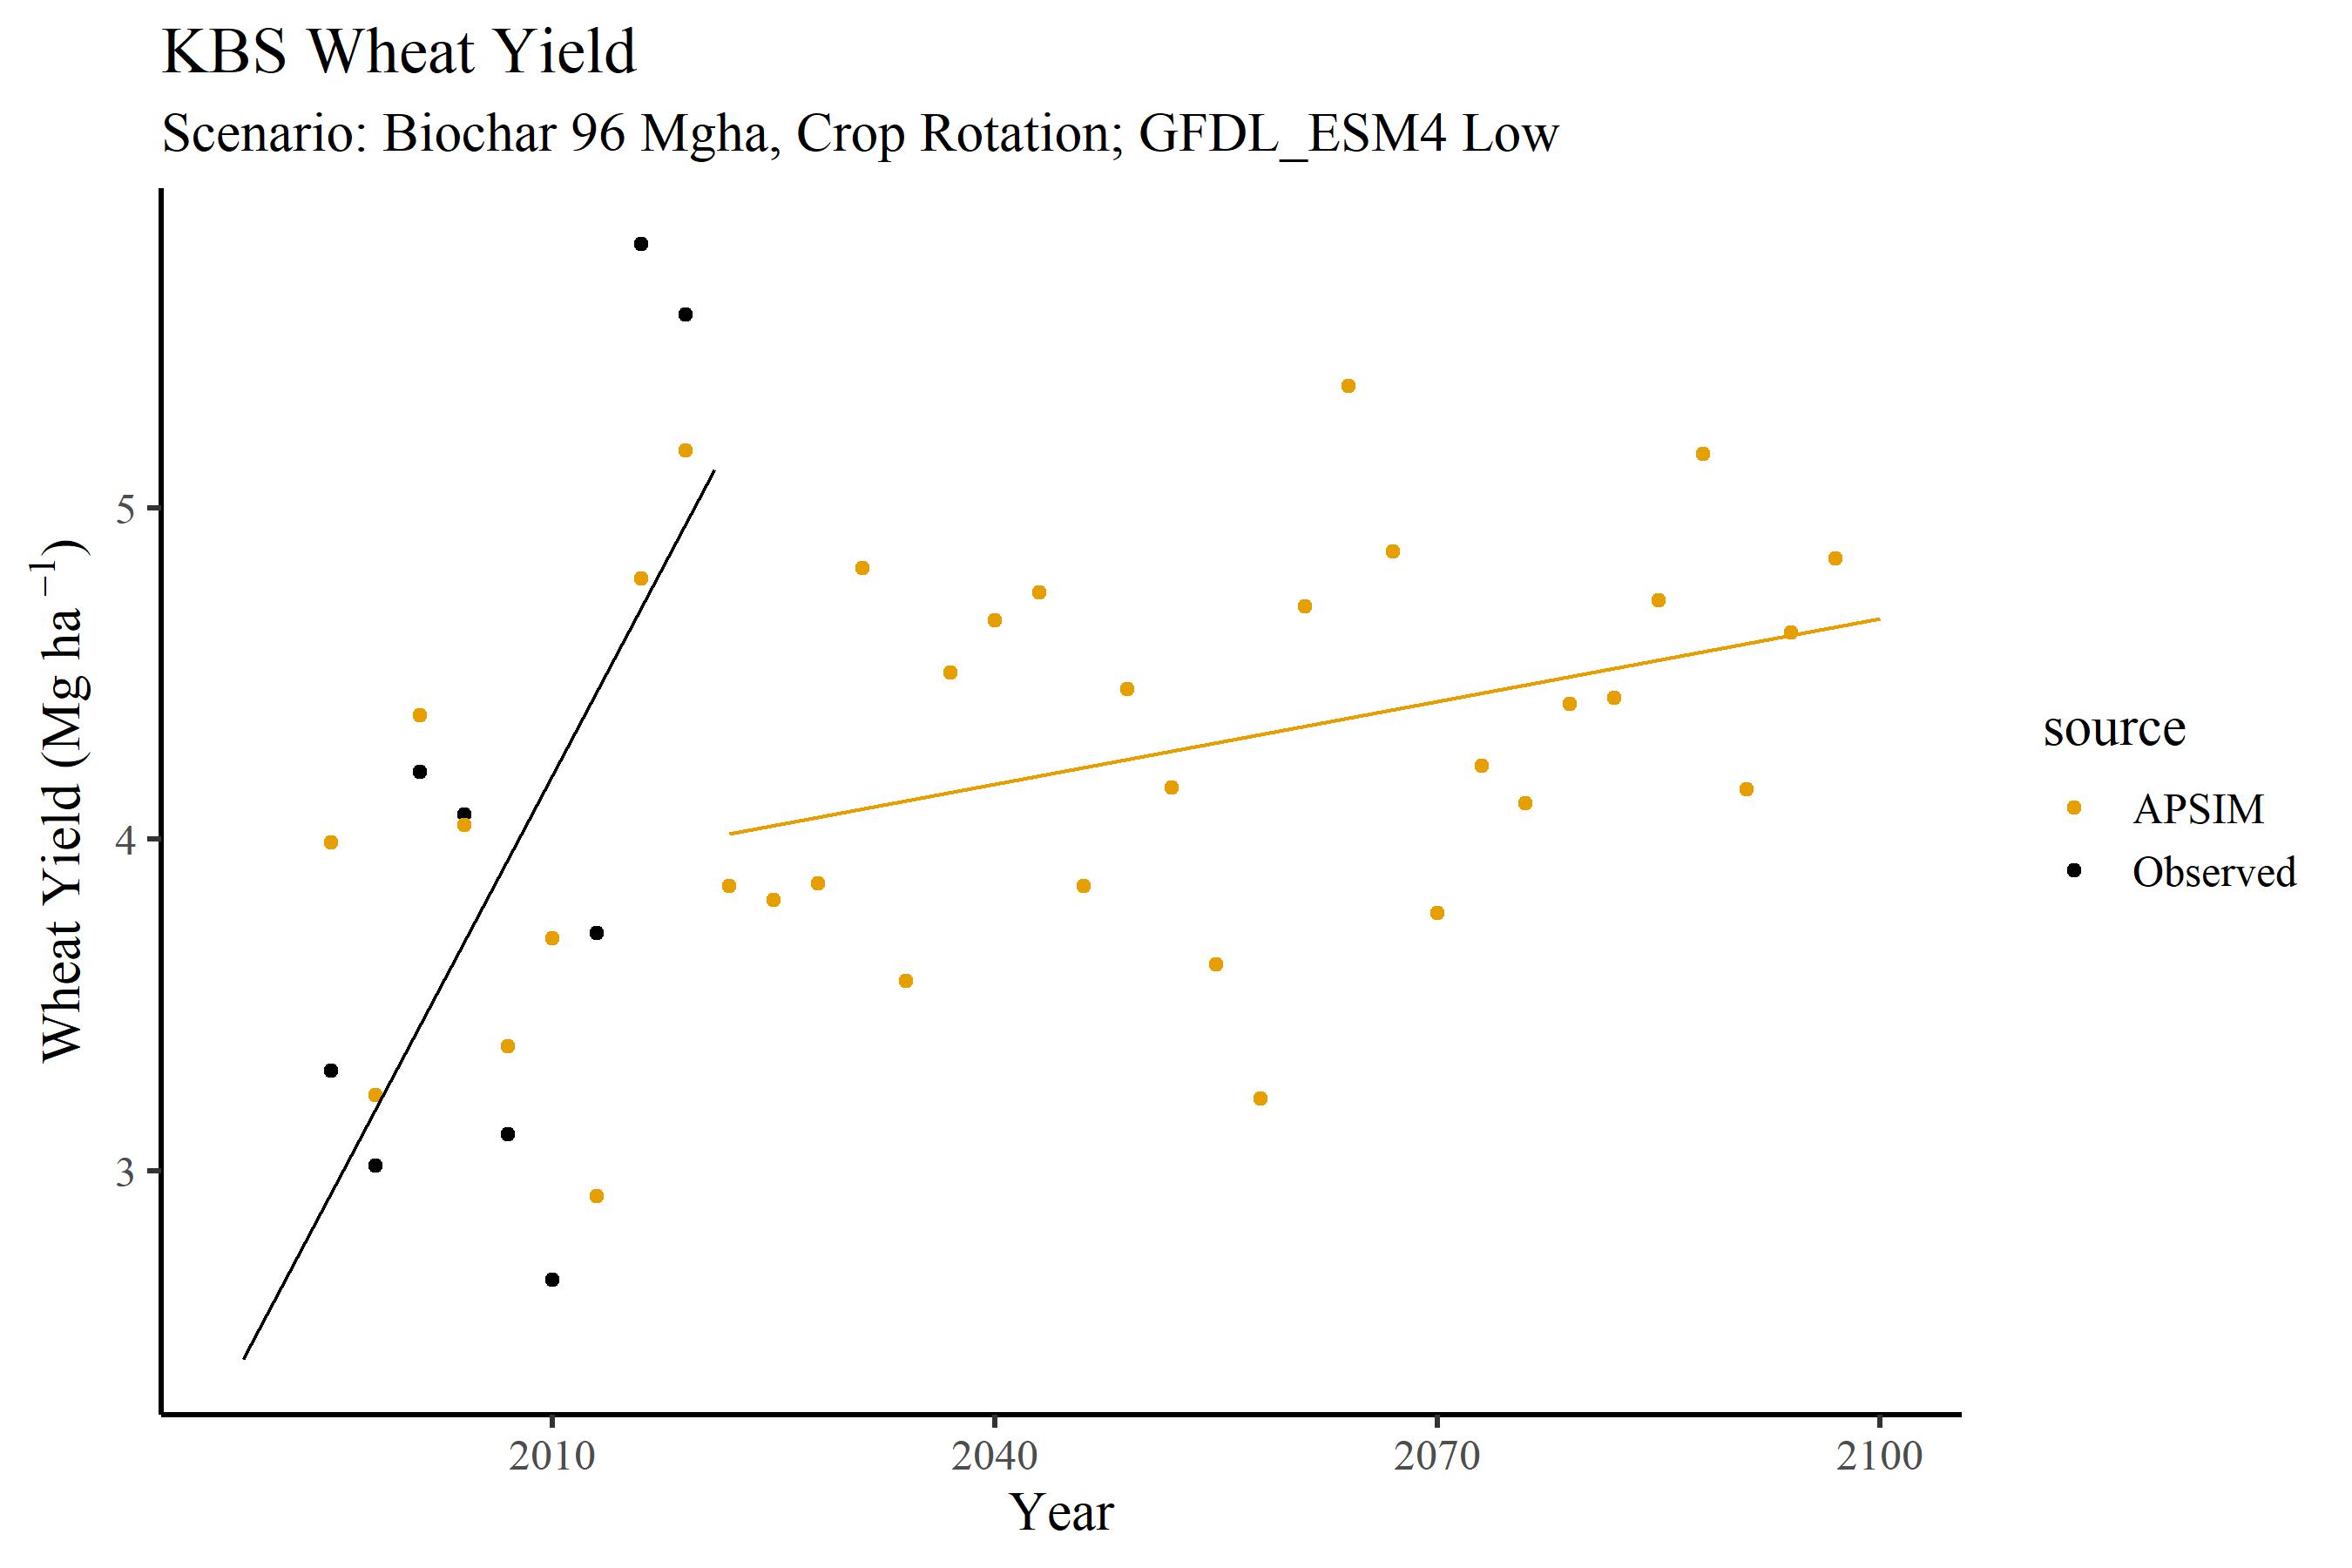 KBS Wheat Yield
Scenario: Biochar 96 Mgha, Crop Rotation; GFDL_ESM4 Low
Wheat Yield (Mg ha ⁻¹)
5
4
3
2010
2040
2070
2100
Year
source
APSIM
Observed